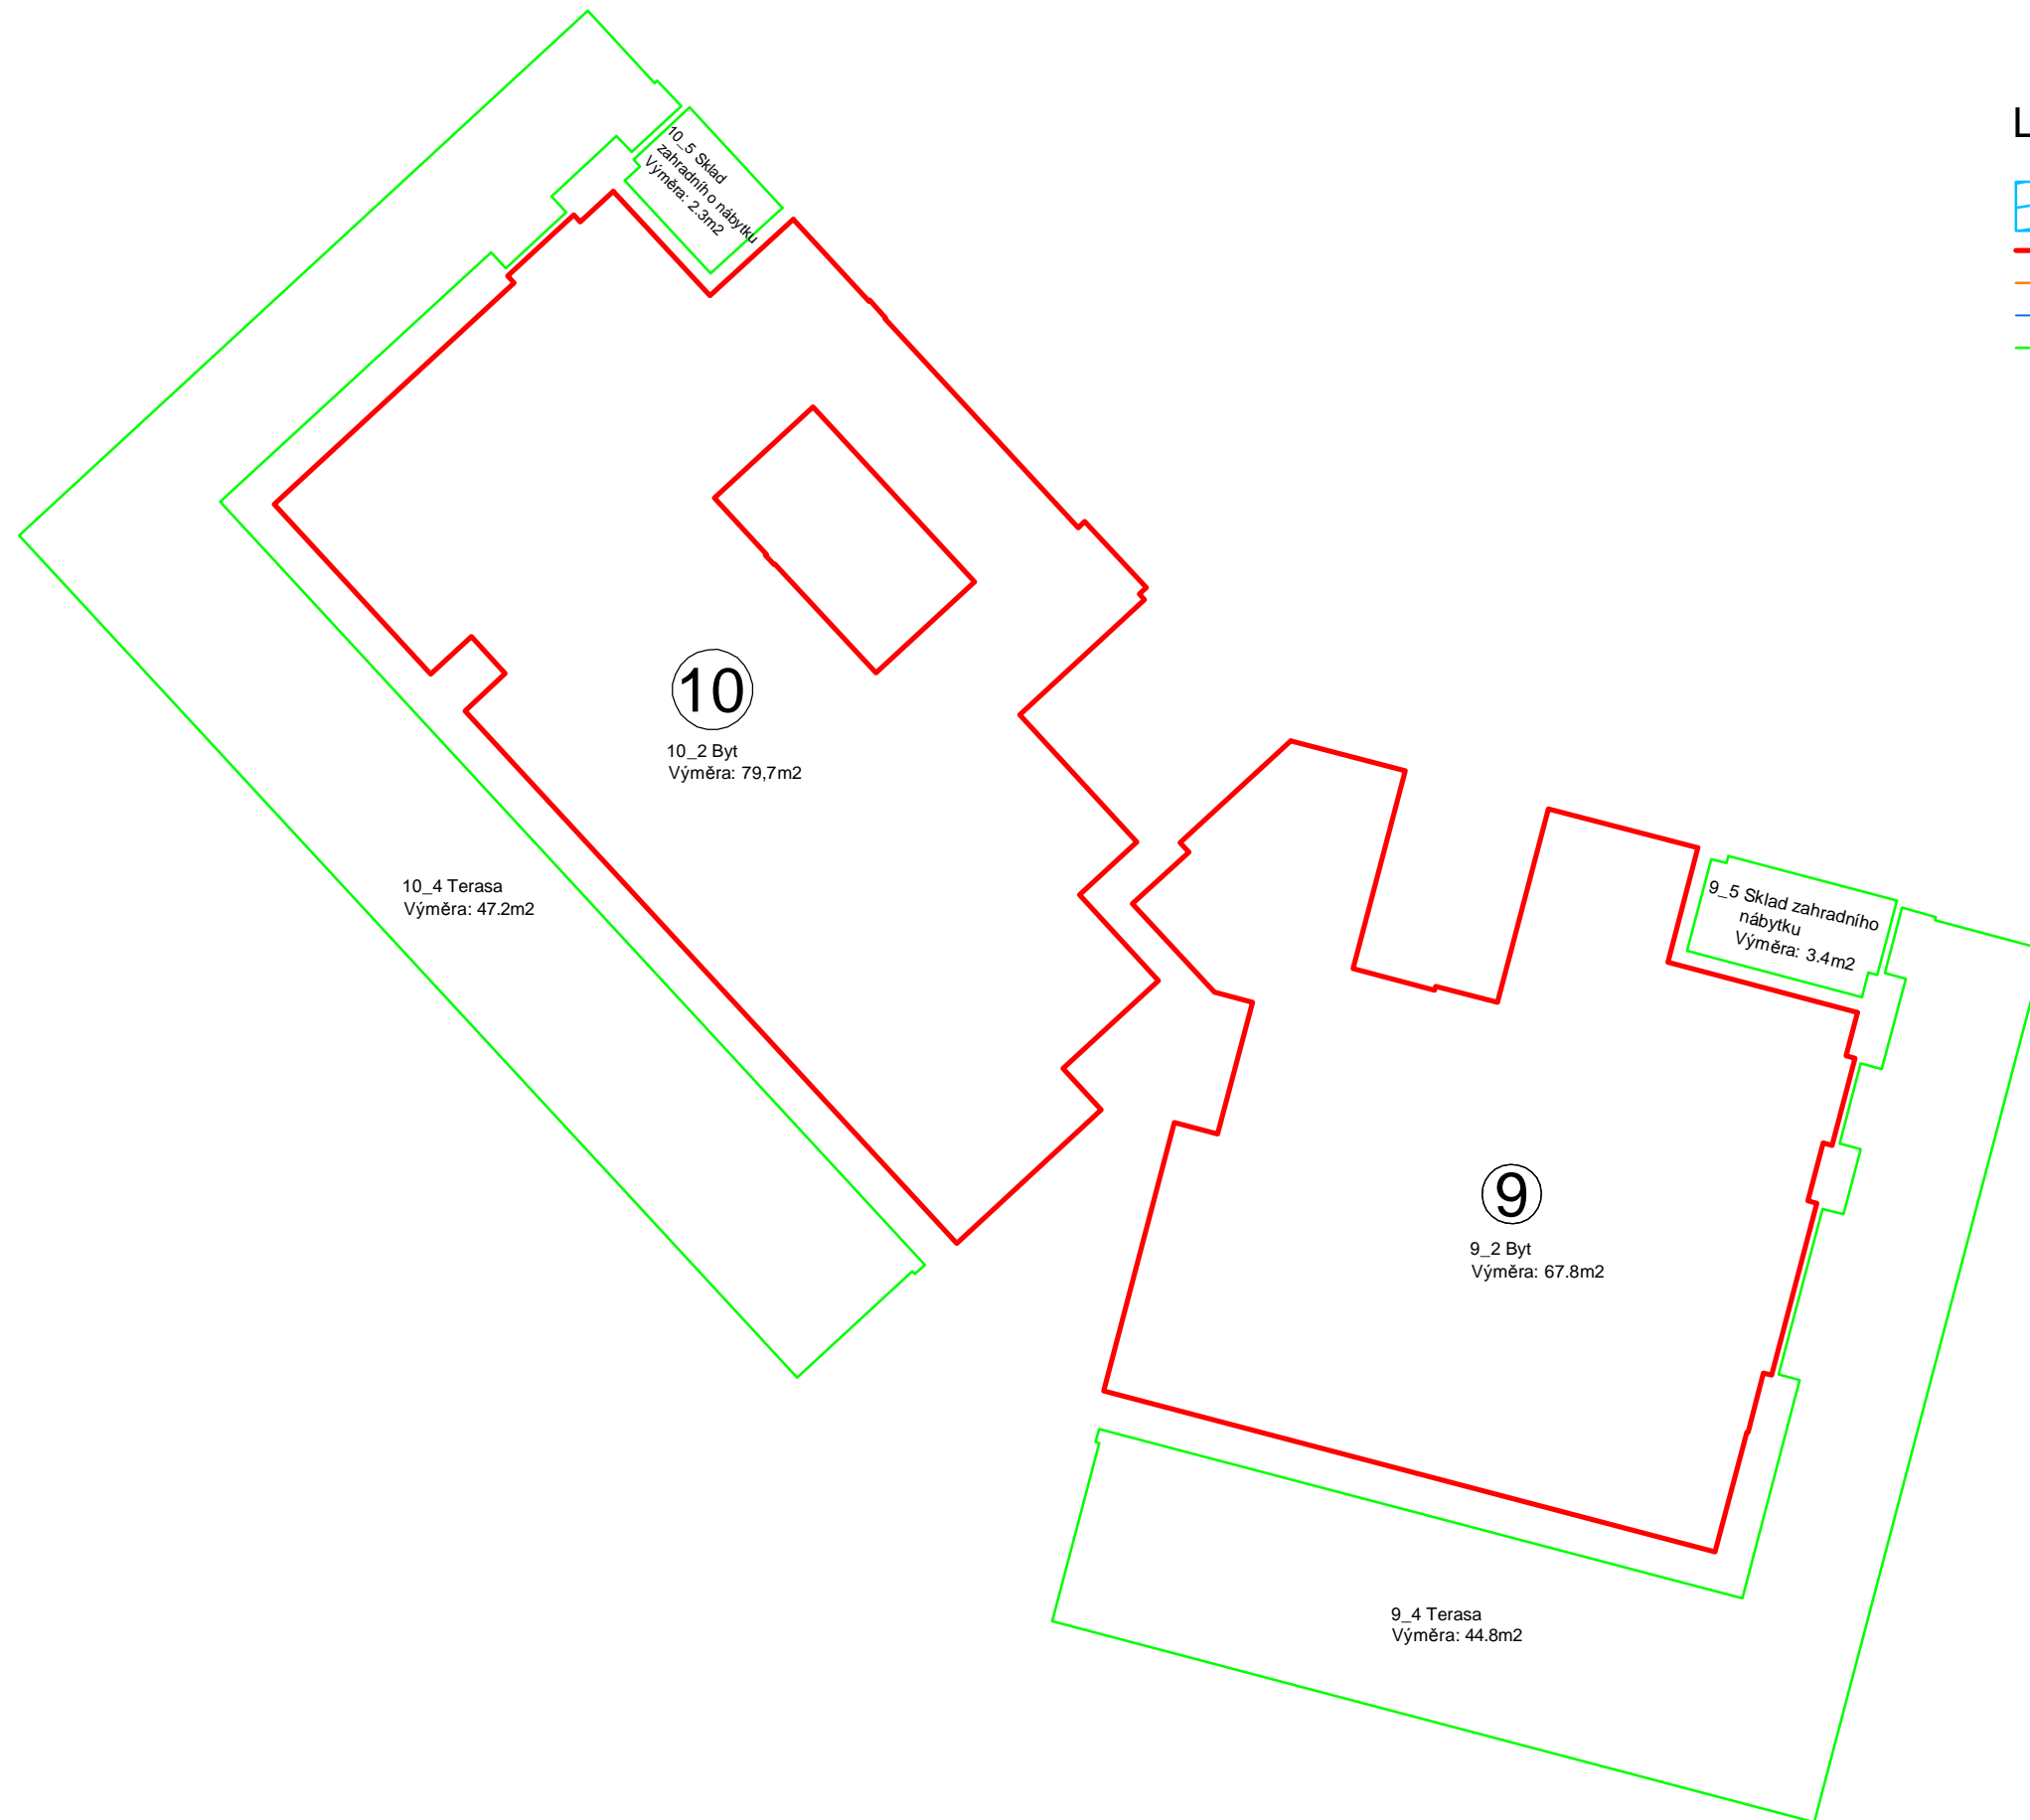 L
10_5 Sklad
zahradního nábytku
Výměra: 2.3m2
10
10_2 Byt
Výměra: 79,7m2
10_4 Terasa
Výměra: 47.2m2
9_5 Sklad zahradního
nábytku
Výměra: 3.4m2
9
9_2 Byt
Výměra: 67.8m2
9_4 Terasa
Výměra: 44.8m2